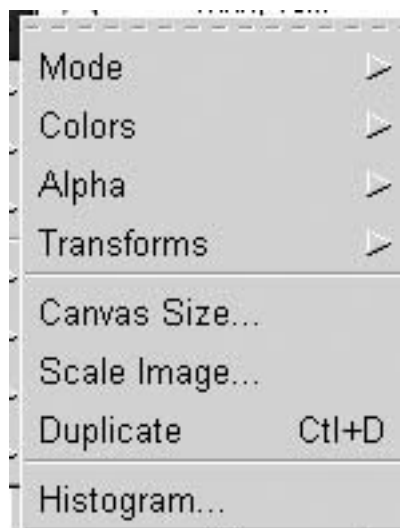 Mode
Colors
Alpha
Transforms
Canvas Size...
Scale Image...
Duplicate Ctl+D
Histogram...